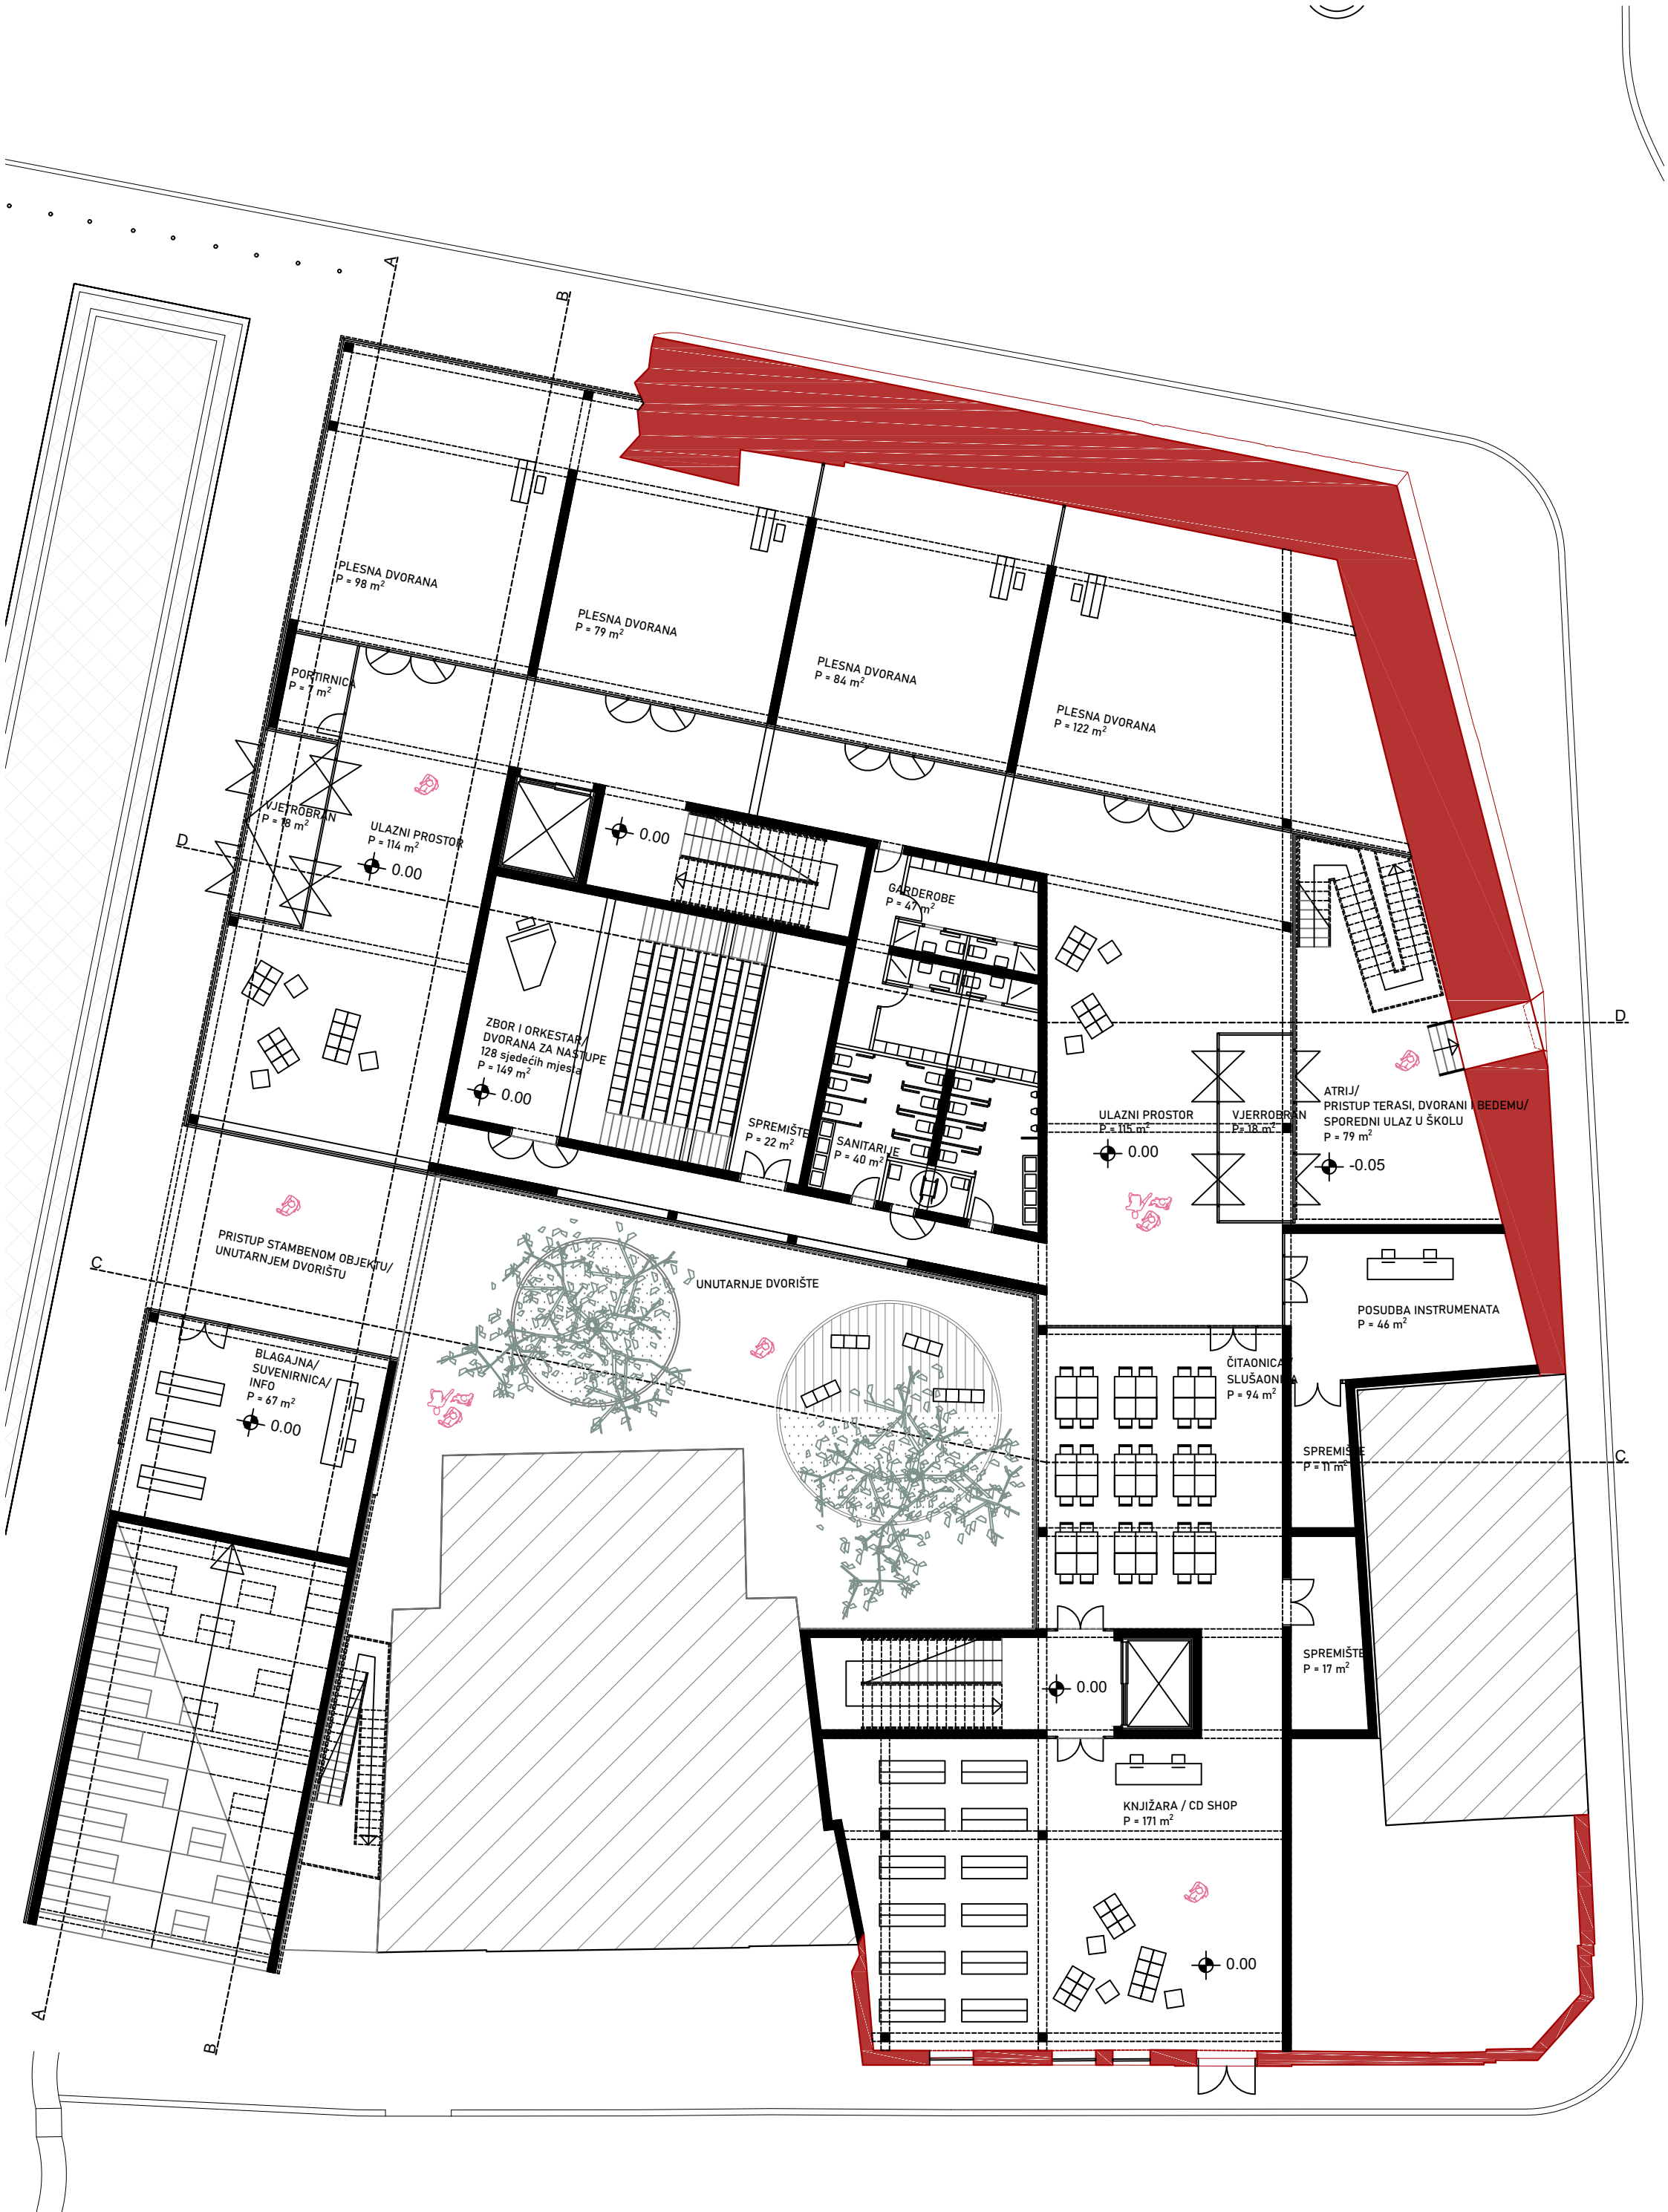 A
B
PLESNA DVORANA
P = 98 m²
PLESNA DVORANA
P = 79 m²
PLESNA DVORANA
P = 84 m²
PLESNA DVORANA
P = 122 m²
PORTIRNICA
P = 7 m²
VJETROBRAN
P = 18 m²
ULAZNI PROSTOR
P = 114 m²
0.00
0.00
D
GARDEROBE
P = 47 m²
ZBOR I ORKESTAR/
DVORANA ZA NASTUPE
128 sjedećih mjesta
P = 149 m²
0.00
SPREMIŠTE
P = 22 m²
SANITARIJE
P = 40 m²
D
ULAZNI PROSTOR
P = 115 m²
0.00
VJERROBRAN
P= 18 m²
ATRIJ/
PRISTUP TERASI, DVORANI I BEDEMU/
SPOREDNI ULAZ U ŠKOLU
P = 79 m²
-0.05
PRISTUP STAMBENOM OBJEKTU/
UNUTARNJEM DVORIŠTU
C
UNUTARNJE DVORIŠTE
POSUDBA INSTRUMENATA
P = 46 m²
BLAGAJNA/
SUVENIRNICA/
INFO
P = 67 m²
0.00
ČITAONICA/
SLUŠAONICA
P = 94 m²
SPREMIŠTE
P = 11 m²
C
SPREMIŠTE
P = 17 m²
0.00
KNJIŽARA / CD SHOP
P = 171 m²
0.00
A
B